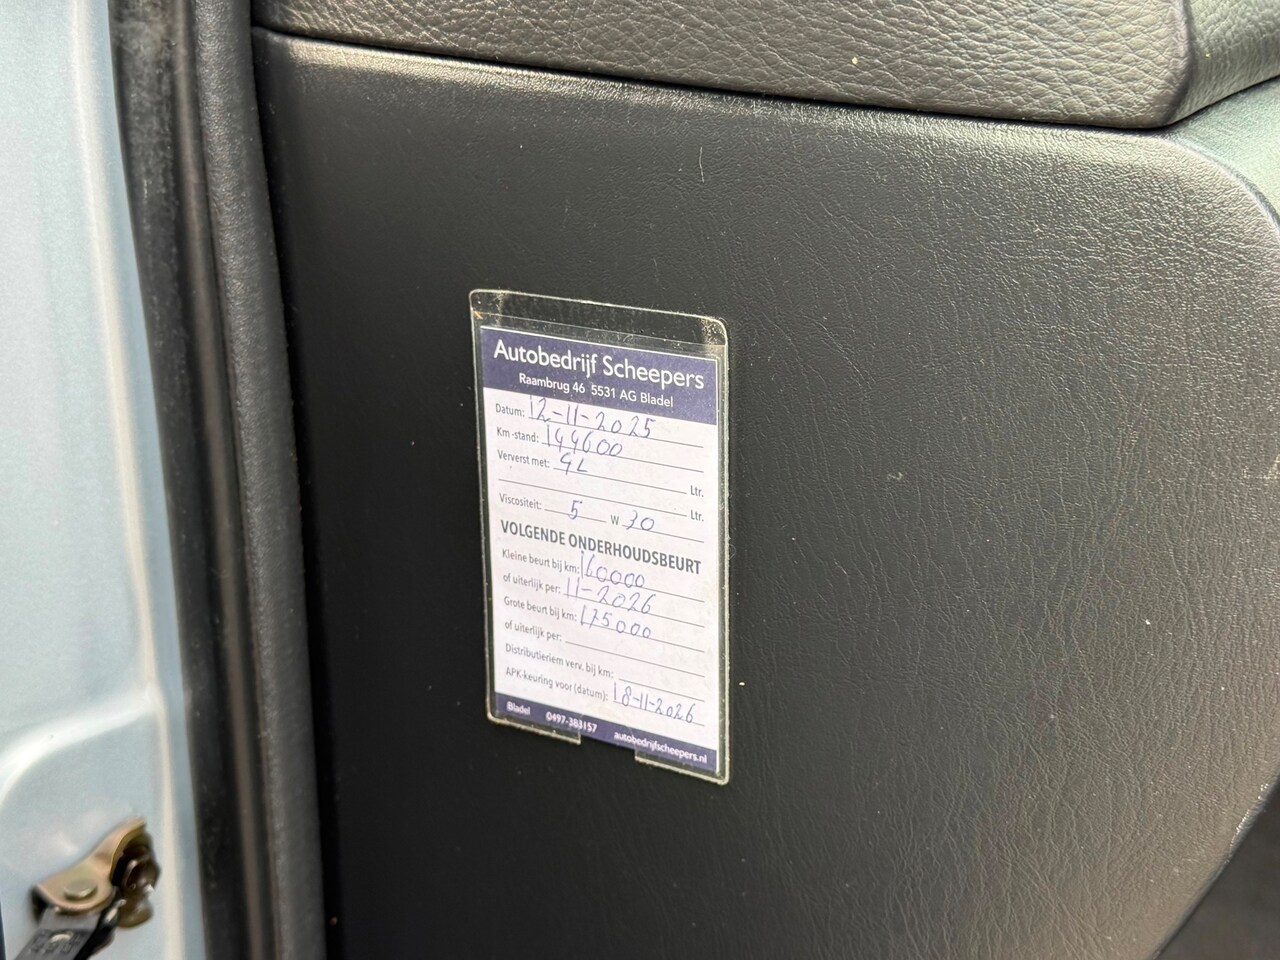 Autobedrijf Scheepers
Raambrug 46 5531 AG Bladel
Datum: 12-11-2025
Km-stand: 144600
Ververst met: 9L Ltr.
Ltr.
Viscositeit: 5 W 30
VOLGENDE ONDERHOUDSBEURT
Kleine beurt bij km: 160000
of uiterlijk per: 11-2026
Grote beurt bij km: 175000
of uiterlijk per:
Distributieriem verv. bij km:
APK-keuring voor (datum): 18-11-2026
Bladel 0497-383157 autobedrijfscheepers.nl